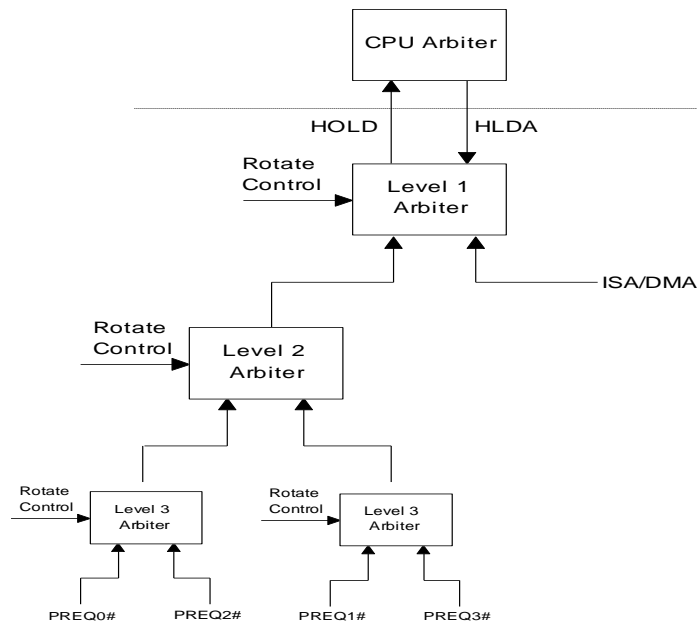 CPU Arbiter
HOLD
HLDA
Rotate
Control
Level 1
Arbiter
ISA/DMA
Rotate
Control
Level 2
Arbiter
Rotate
Control
Level 3
Arbiter
Rotate
Control
Level 3
Arbiter
PREQ0#
PREQ2#
PREQ1#
PREQ3#